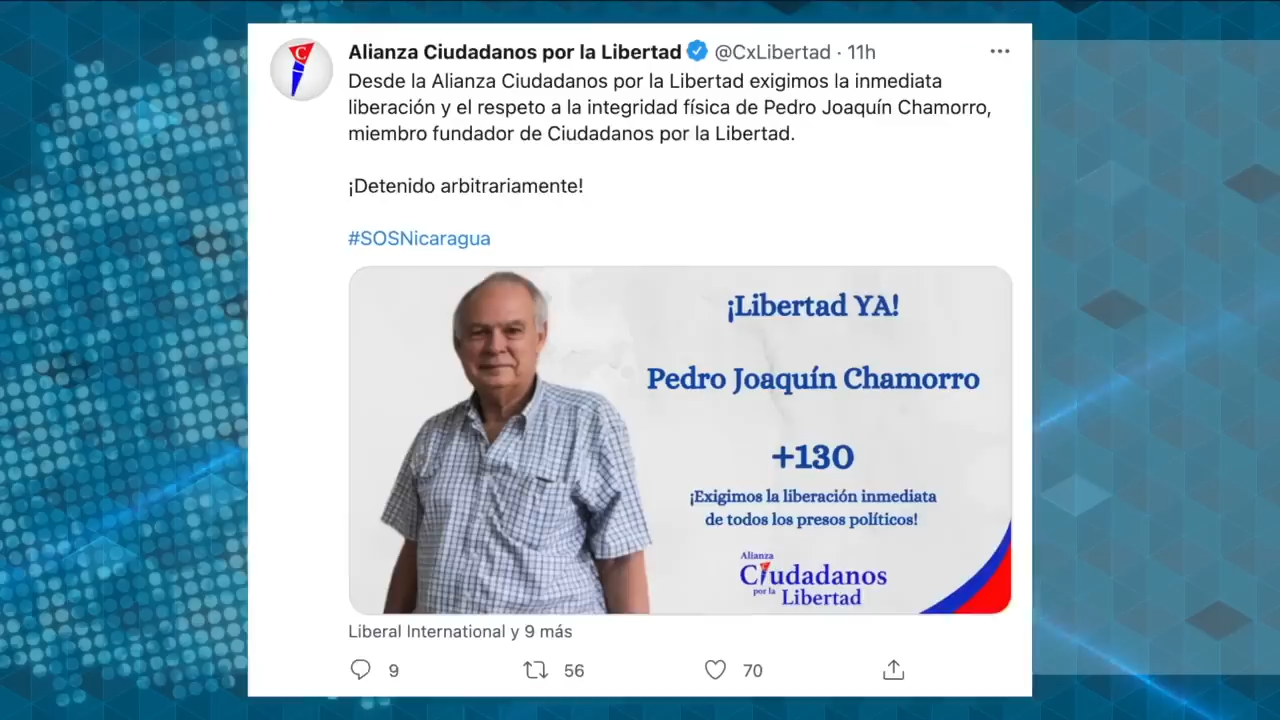 Alianza Ciudadanos por la Libertad @CxLibertad · 11h
Desde la Alianza Ciudadanos por la Libertad exigimos la inmediata
liberación y el respeto a la integridad física de Pedro Joaquín Chamorro,
miembro fundador de Ciudadanos por la Libertad.
¡Detenido arbitrariamente!
#SOSNicaragua
¡Libertad YA!
Pedro Joaquín Chamorro
+130
¡Exigimos la liberación inmediata
de todos los presos políticos!
Alianza
Ciudadanos
por la Libertad
Liberal International y 9 más
9 56 70